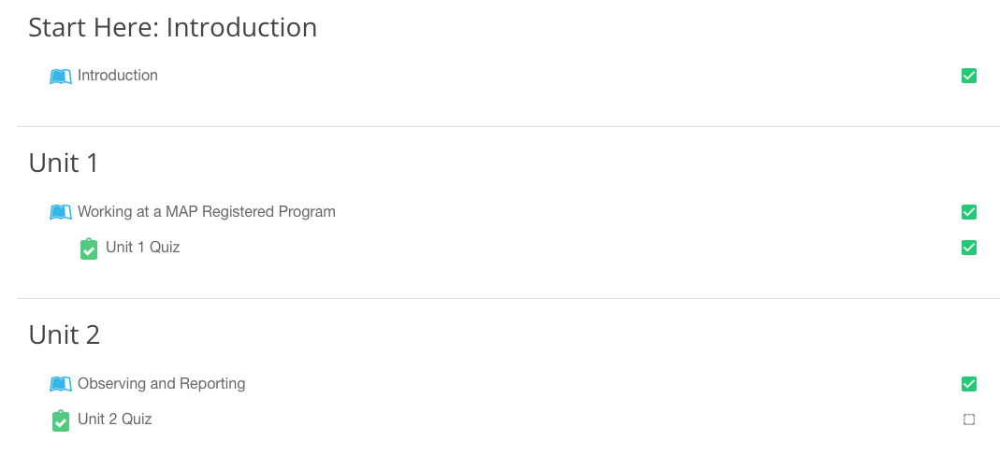 Start Here: Introduction
Introduction
Unit 1
Working at a MAP Registered Program
Unit 1 Quiz
Unit 2
Observing and Reporting
Unit 2 Quiz